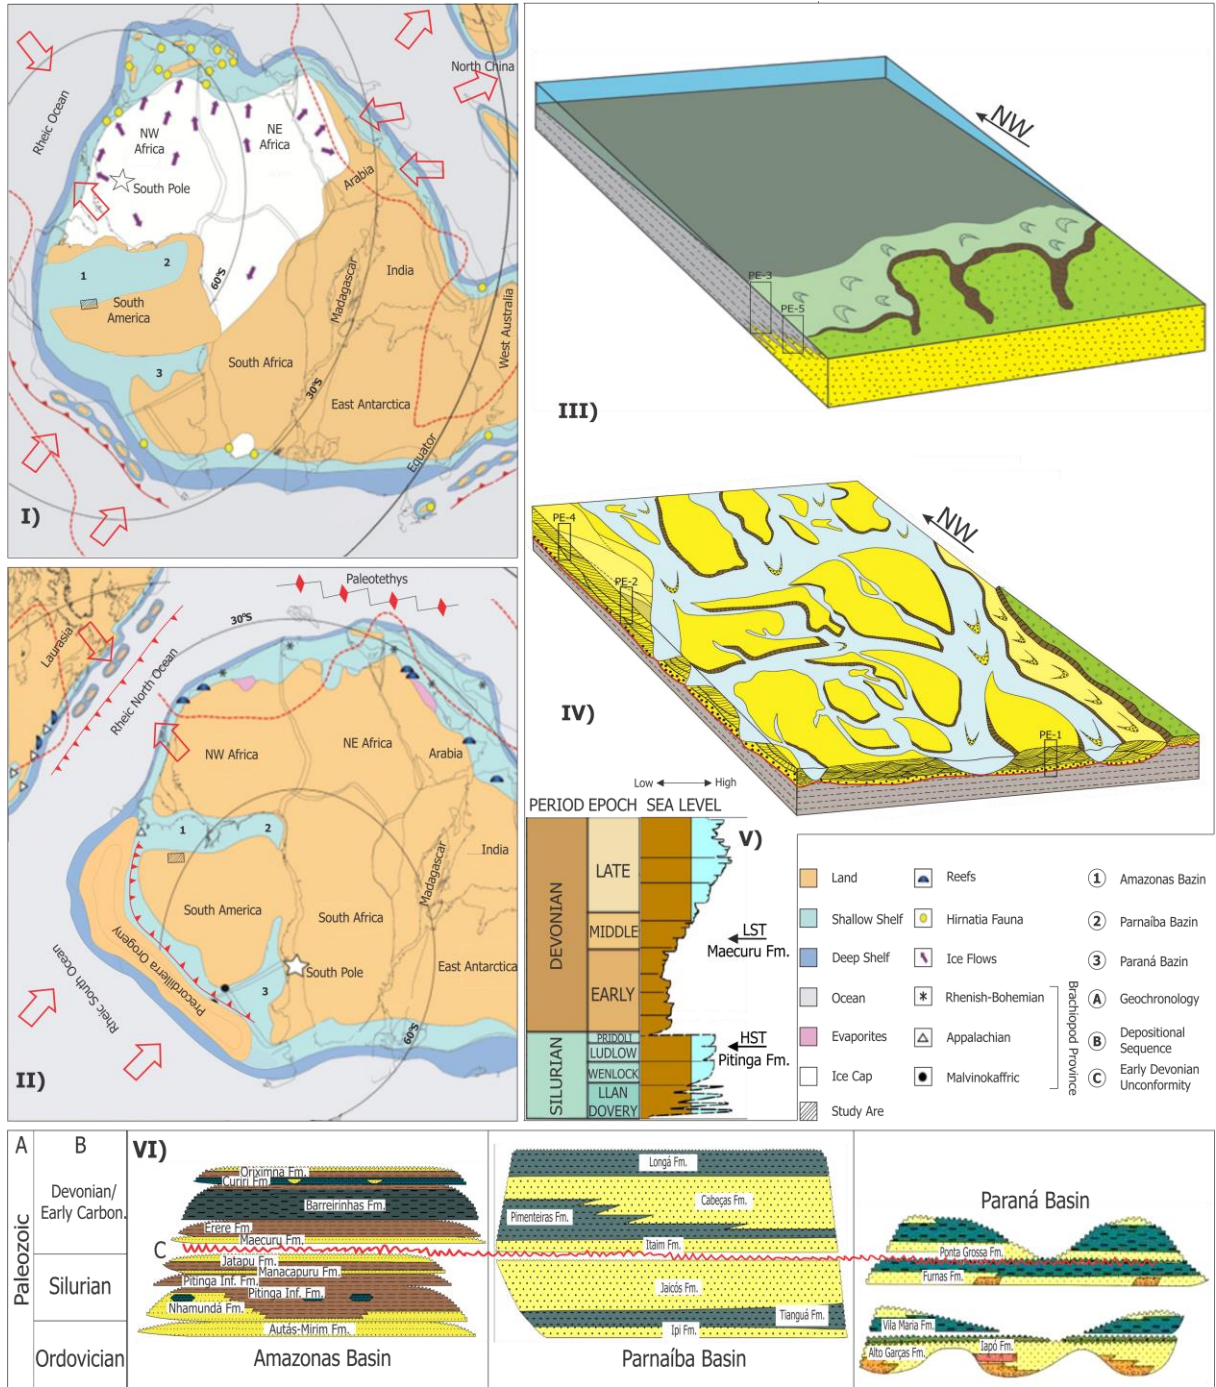 North China
Rheic Ocean
NW
Africa
NE
Africa
Arabia
South Pole
1
2
60ºS
India
Madagascar
South
America
West Australia
South Africa
3
30ºS
East Antarctica
Equator
I)
NW
PE-3
PE-5
III)
PE-4
NW
PE-2
IV)
PE-1
Paleotethys
30ºS
Laurasia
Rheic North Ocean
NW Africa
NE Africa
Arabia
1
2
India
Madagascar
South America
South Africa
Precordillerra Orogeny
South Pole
East Antarctica
3
Rheic South Ocean
60ºS
II)
Low
High
PERIOD
EPOCH
SEA LEVEL
V)
DEVONIAN
LATE
MIDDLE
LST
Maecuru Fm.
EARLY
SILURIAN
PRIDOLI
HST
LUDLOW
Pitinga Fm.
WENLOCK
LLAN
DOVERY
Land
Shallow Shelf
Deep Shelf
Ocean
Evaporites
Ice Cap
Study Are
Reefs
Hirnatia Fauna
Ice Flows
Rhenish-Bohemian
Appalachian
Malvinokaffric
Brachiopod Province
1 Amazonas Bazin
2 Parnaíba Bazin
3 Paraná Bazin
A Geochronology
B Depositional
Sequence
C Early Devonian
Unconformity
A
B
VI)
Paleozoic
Devonian/
Early Carbon.
Silurian
Ordovician
Oriximna Fm.
Curiri Fm.
Barreirinhas Fm.
Erere Fm.
Maecuru Fm.
C
Jatapu Fm.
Manacapuru Fm.
Pitinga Inf. Fm.
Pitinga Inf. Fm.
Nhamundá Fm.
Autás-Mirim Fm.
Amazonas Basin
Longá Fm.
Cabeças Fm.
Pimenteiras Fm.
Itaim Fm.
Jaicós Fm.
Tianguá Fm.
Ipi Fm.
Parnaíba Basin
Paraná Basin
Ponta Grossa Fm.
Furnas Fm.
Vila Maria Fm.
Iapó Fm.
Alto Garças Fm.